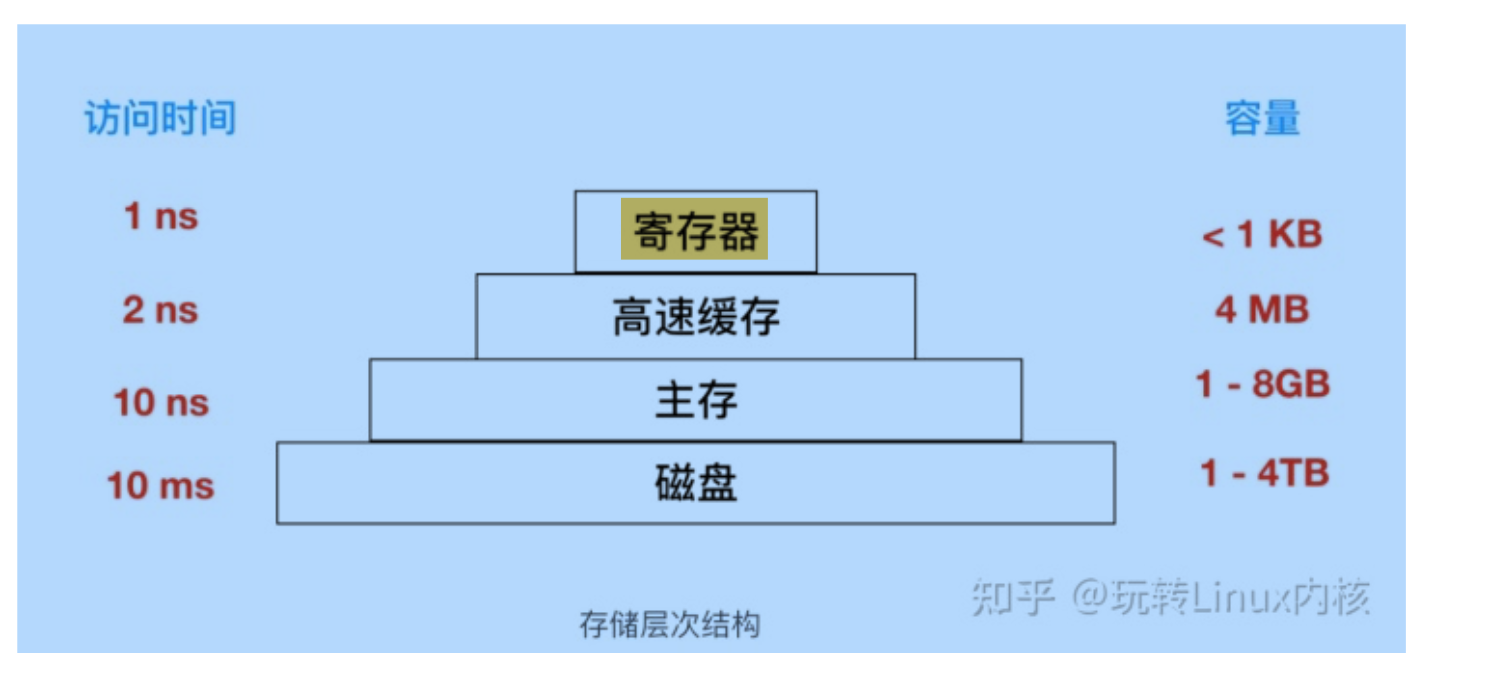 访问时间 容量
1 ns 寄存器 < 1 KB
2 ns 高速缓存 4 MB
10 ns 主存 1 - 8GB
10 ms 磁盘 1 - 4TB
知乎 @玩转Linux内核
存储层次结构